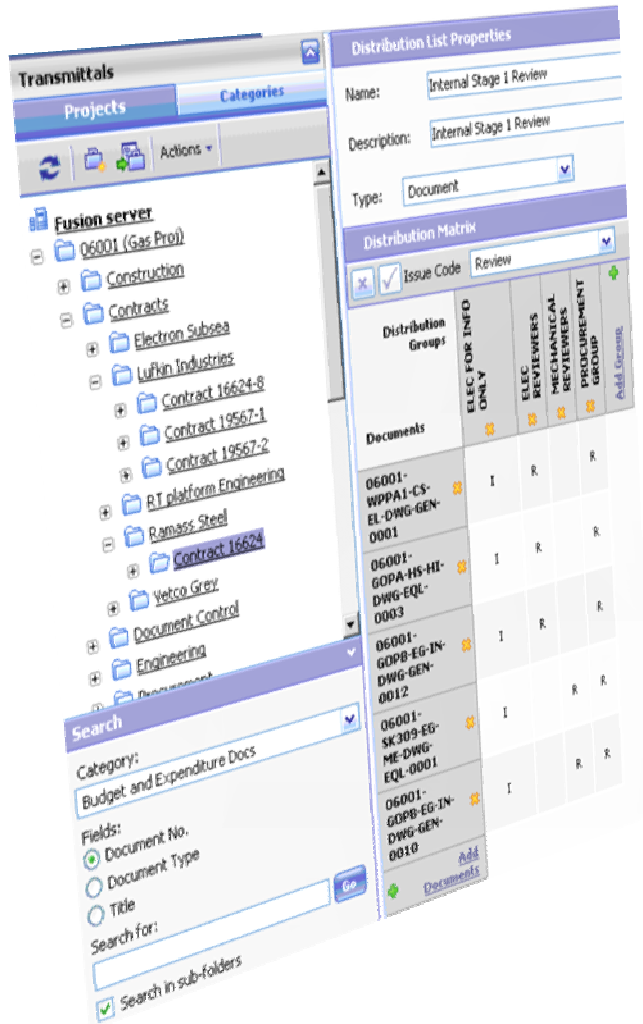 Transmittals
Projects
Categories
Actions
Fusion server
06001 (Gas Proj)
Construction
Contracts
Electron Subsea
Lufkin Industries
Contract 16624-8
Contract 19567-1
Contract 19567-2
RT platform Engineering
Ramass Steel
Contract 16624
Vetco Grey
Document Control
Engineering
Procurement
Search
Category:
Budget and Expenditure Docs
Fields:
Document No.
Document Type
Title
Search for:
Go
Search in sub-folders
Distribution List Properties
Name:
Internal Stage 1 Review
Description:
Internal Stage 1 Review
Type:
Document
Distribution Matrix
Issue Code
Review
Distribution
Groups
Documents
ELEC FOR INFO
ONLY
ELEC
REVIEWERS
MECHANICAL
REVIEWERS
PROCUREMENT
GROUP
Add Group
06001-
WPPA1-CS-
EL-DWG-GEN-
0001
I R R
06001-
GOPA-HS-HI-
DWG-EQL-
0003
I R R
06001-
GOPB-EG-IN-
DWG-GEN-
0012
I R R
06001-
SK309-EG-
ME-DWG-
EQL-0001
I R R
06001-
GOPB-EG-IN-
DWG-GEN-
0010
I R R
Add
Documents